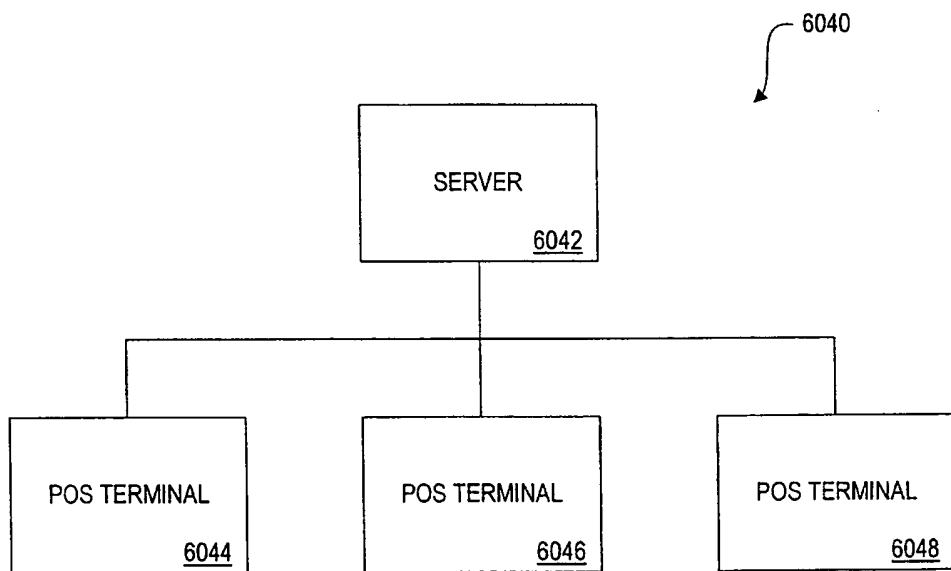 6040
SERVER
6042
POS TERMINAL
6044
POS TERMINAL
6046
POS TERMINAL
6048